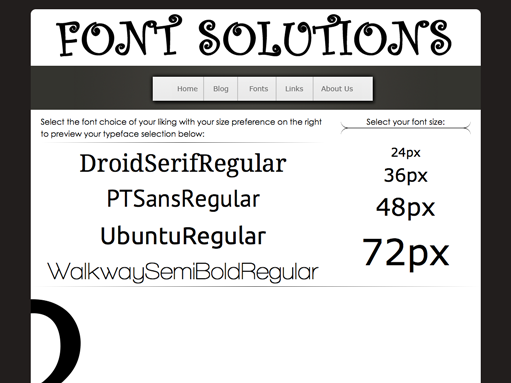 FONT SOLUTIONS
Home Blog Fonts Links About Us
Select the font choice of your liking with your size preference on the right
to preview your typeface selection below:
DroidSerifRegular
PTSansRegular
UbuntuRegular
WalkwaySemiBoldRegular
Select your font size:
24px
36px
48px
72px